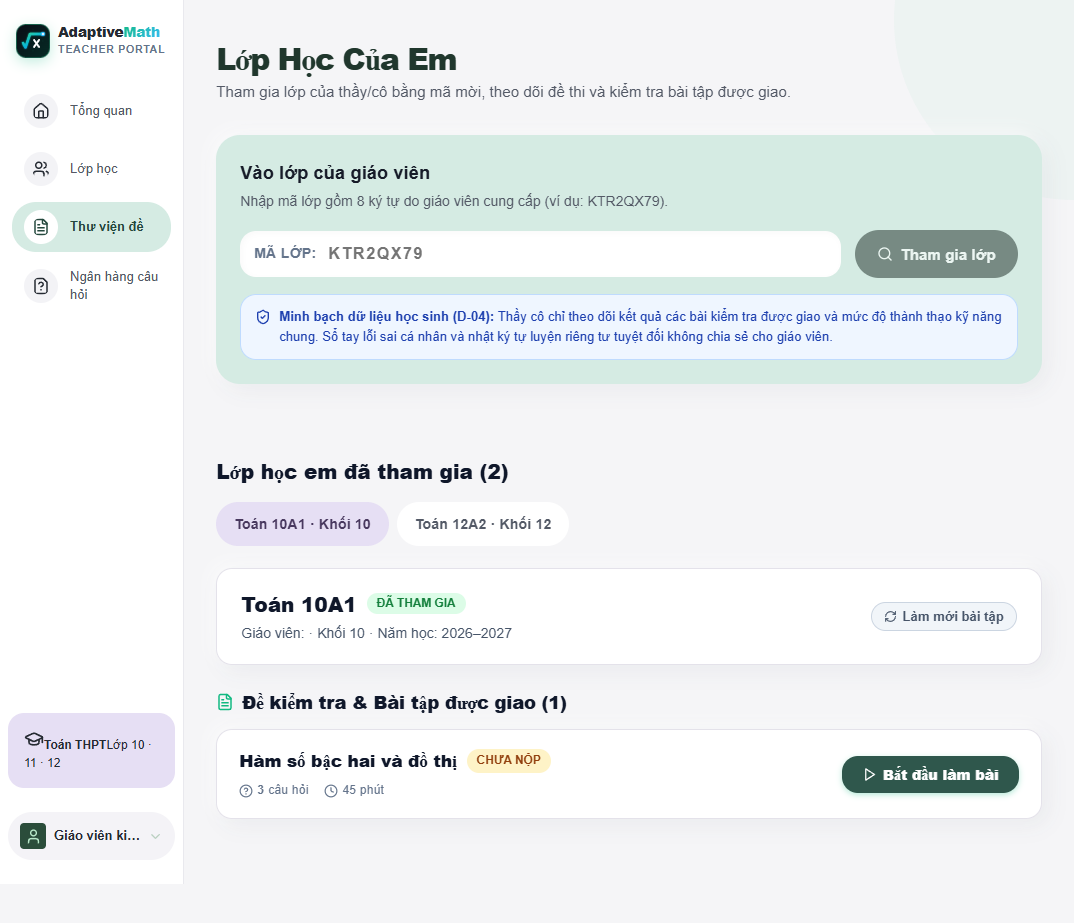 AdaptiveMath
TEACHER PORTAL
Tổng quan
Lớp học
Thư viện đề
Ngân hàng câu
hỏi
Toán THPTLớp 10 ·
11 · 12
Giáo viên ki...
Lớp Học Của Em
Tham gia lớp của thầy/cô bằng mã mời, theo dõi đề thi và kiểm tra bài tập được giao.
Vào lớp của giáo viên
Nhập mã lớp gồm 8 ký tự do giáo viên cung cấp (ví dụ: KTR2QX79).
MÃ LỚP: KTR2QX79
Tham gia lớp
Minh bạch dữ liệu học sinh (D-04): Thầy cô chỉ theo dõi kết quả các bài kiểm tra được giao và mức độ thành thạo kỹ năng
chung. Sổ tay lỗi sai cá nhân và nhật ký tự luyện riêng tư tuyệt đối không chia sẻ cho giáo viên.
Lớp học em đã tham gia (2)
Toán 10A1 · Khối 10
Toán 12A2 · Khối 12
Toán 10A1 ĐÃ THAM GIA
Giáo viên: · Khối 10 · Năm học: 2026–2027
Làm mới bài tập
Đề kiểm tra & Bài tập được giao (1)
Hàm số bậc hai và đồ thị CHƯA NỘP
3 câu hỏi 45 phút
Bắt đầu làm bài